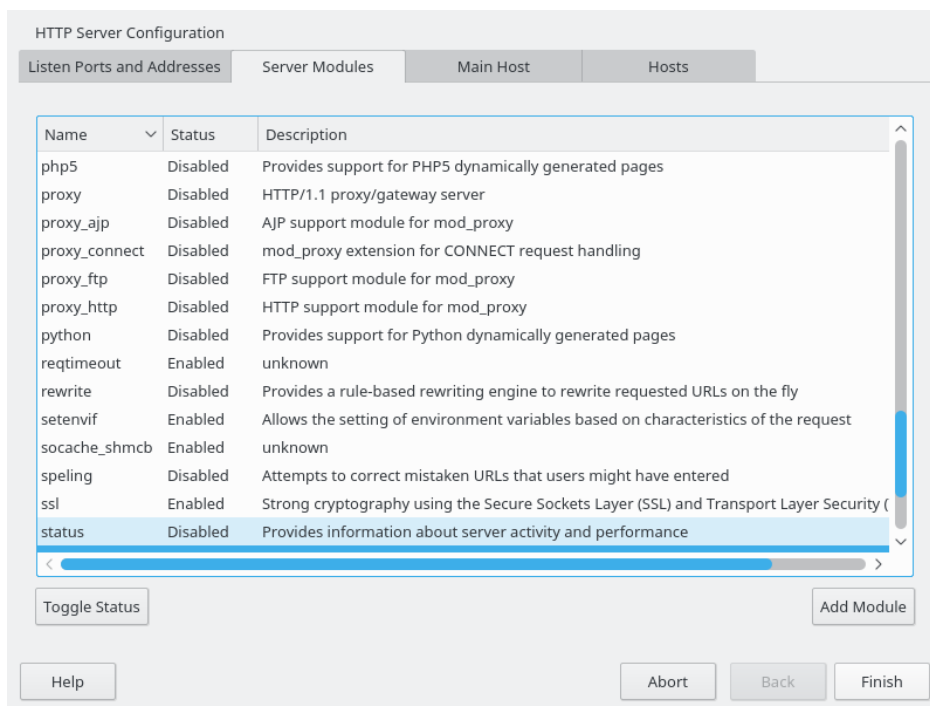 HTTP Server Configuration
Listen Ports and Addresses Server Modules Main Host Hosts
Name Status Description
php5 Disabled Provides support for PHP5 dynamically generated pages
proxy Disabled HTTP/1.1 proxy/gateway server
proxy_ajp Disabled AJP support module for mod_proxy
proxy_connect Disabled mod_proxy extension for CONNECT request handling
proxy_ftp Disabled FTP support module for mod_proxy
proxy_http Disabled HTTP support module for mod_proxy
python Disabled Provides support for Python dynamically generated pages
reqtimeout Enabled unknown
rewrite Disabled Provides a rule-based rewriting engine to rewrite requested URLs on the fly
setenvif Enabled Allows the setting of environment variables based on characteristics of the request
socache_shmcb Enabled unknown
speling Disabled Attempts to correct mistaken URLs that users might have entered
ssl Enabled Strong cryptography using the Secure Sockets Layer (SSL) and Transport Layer Security (
status Disabled Provides information about server activity and performance
Toggle Status Add Module
Help Abort Back Finish